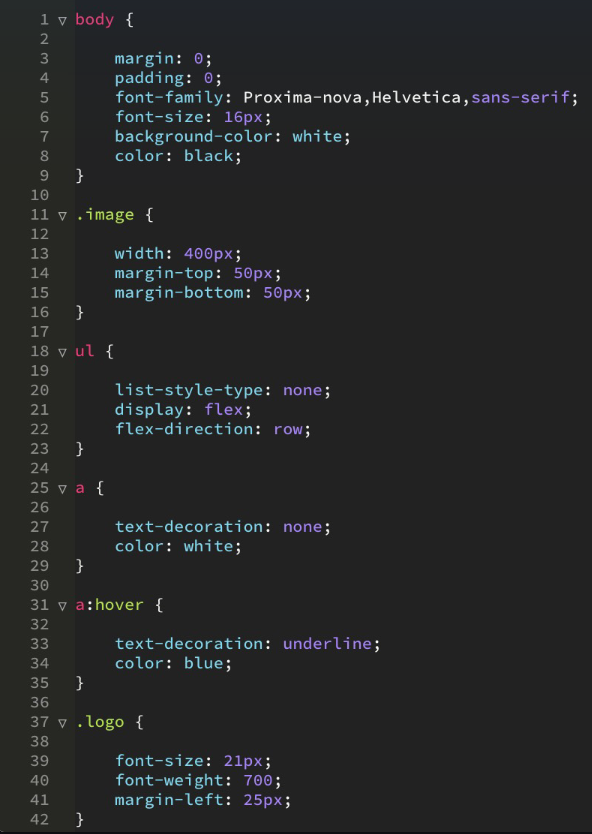 1 body {
2
3 margin: 0;
4 padding: 0;
5 font-family: Proxima-nova,Helvetica,sans-serif;
6 font-size: 16px;
7 background-color: white;
8 color: black;
9 }
10
11 .image {
12
13 width: 400px;
14 margin-top: 50px;
15 margin-bottom: 50px;
16 }
17
18 ul {
19
20 list-style-type: none;
21 display: flex;
22 flex-direction: row;
23 }
24
25 a {
26
27 text-decoration: none;
28 color: white;
29 }
30
31 a:hover {
32
33 text-decoration: underline;
34 color: blue;
35 }
36
37 .logo {
38
39 font-size: 21px;
40 font-weight: 700;
41 margin-left: 25px;
42 }